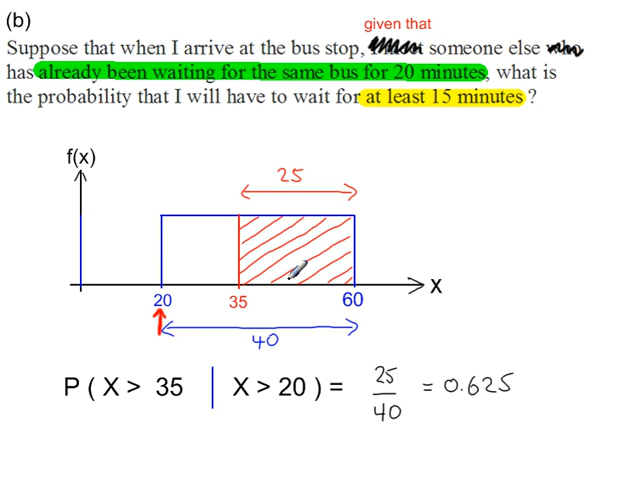 (b)
given that
Suppose that when I arrive at the bus stop, someone else
has already been waiting for the same bus for 20 minutes, what is
the probability that I will have to wait for at least 15 minutes ?
f(x)
25
X
20 35 60
40
P ( X > 35 | X > 20 ) = 25/40 = 0.625